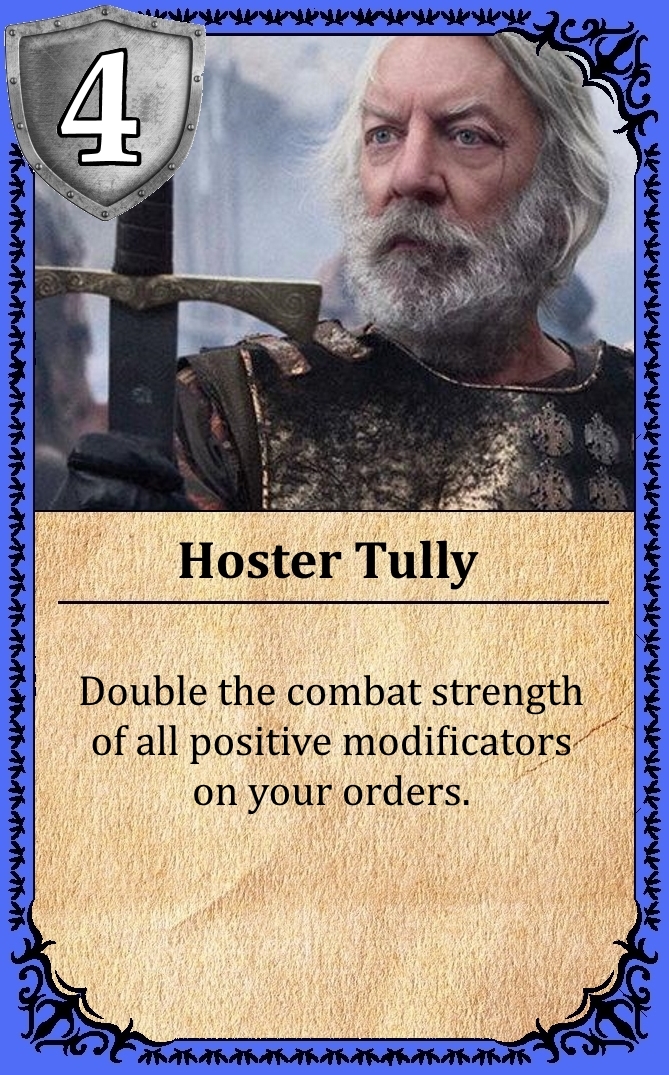 4
Hoster Tully
Double the combat strength
of all positive modificators
on your orders.